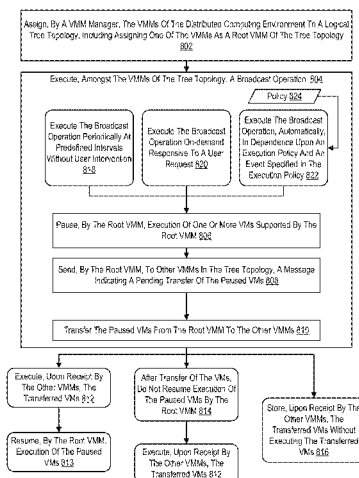 Assign, By A VMM Manager, The VMMs Of The Distributed Computing Environment To A Logical
Tree Topology, Including Assigning One Of The VMMs As A Root VMM Of The Tree Topology
802
Execute, Amongst The VMMs Of The Tree Topology, A Broadcast Operation 804
Policy 824
Execute The Broadcast
Operation Periodically At
Predefined Intervals
Without User Intervention
818
Execute The Broadcast
Operation On-demand
Responsive To A User
Request 820
Execute The Broadcast
Operation, Automatically,
In Dependence Upon An
Execution Policy And An
Event Specified In The
Execution Policy 822
Pause, By The Root VMM, Execution Of One Or More VMs Supported By The
Root VMM 806
Send, By The Root VMM, To Other VMMs In The Tree Topology, A Message
Indicating A Pending Transfer Of The Paused VMs 808
Transfer The Paused VMs From The Root VMM To The Other VMMs 810
Execute, Upon Receipt By
The Other VMMs, The
Transferred VMs 812
Resume, By The Root VMM,
Execution Of The Paused
VMs 813
After Transfer Of The VMs,
Do Not Resume Execution Of
The Paused VMs By The
Root VMM 814
Execute, Upon Receipt By
The Other VMMs, The
Transferred VMs 812
Store, Upon Receipt By The
Other VMMs, The
Transferred VMs Without
Executing The Transferred
VMs 816